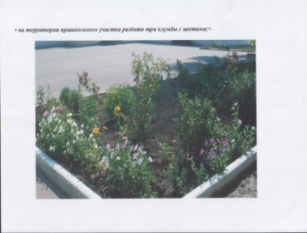 * на территории пришкольного участка разбито три клумбы с цветами;